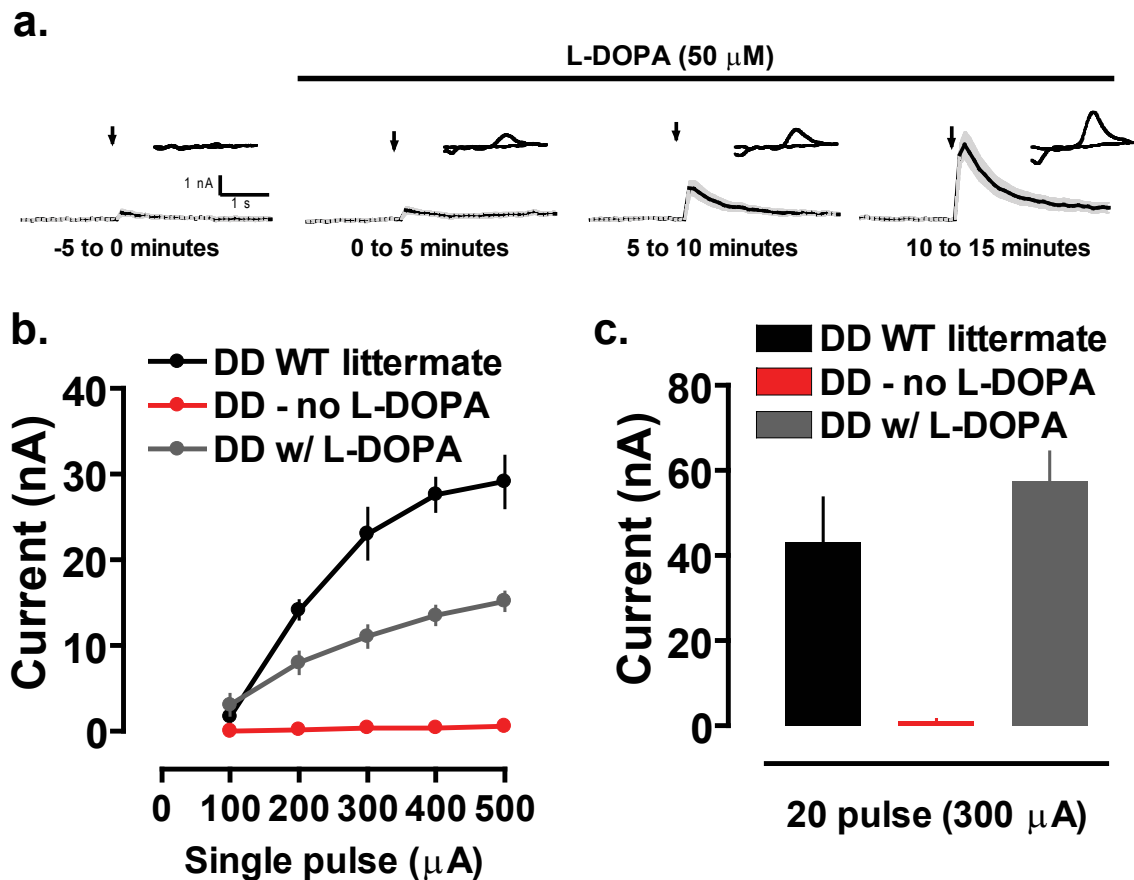 a.
L-DOPA (50 μM)
1 nA
1 s
-5 to 0 minutes
0 to 5 minutes
5 to 10 minutes
10 to 15 minutes
b.
DD WT littermate
DD - no L-DOPA
DD w/ L-DOPA
Current (nA)
40
30
20
10
0
0 100 200 300 400 500
Single pulse (μA)
c.
DD WT littermate
DD - no L-DOPA
DD w/ L-DOPA
Current (nA)
80
60
40
20
0
20 pulse (300 μA)